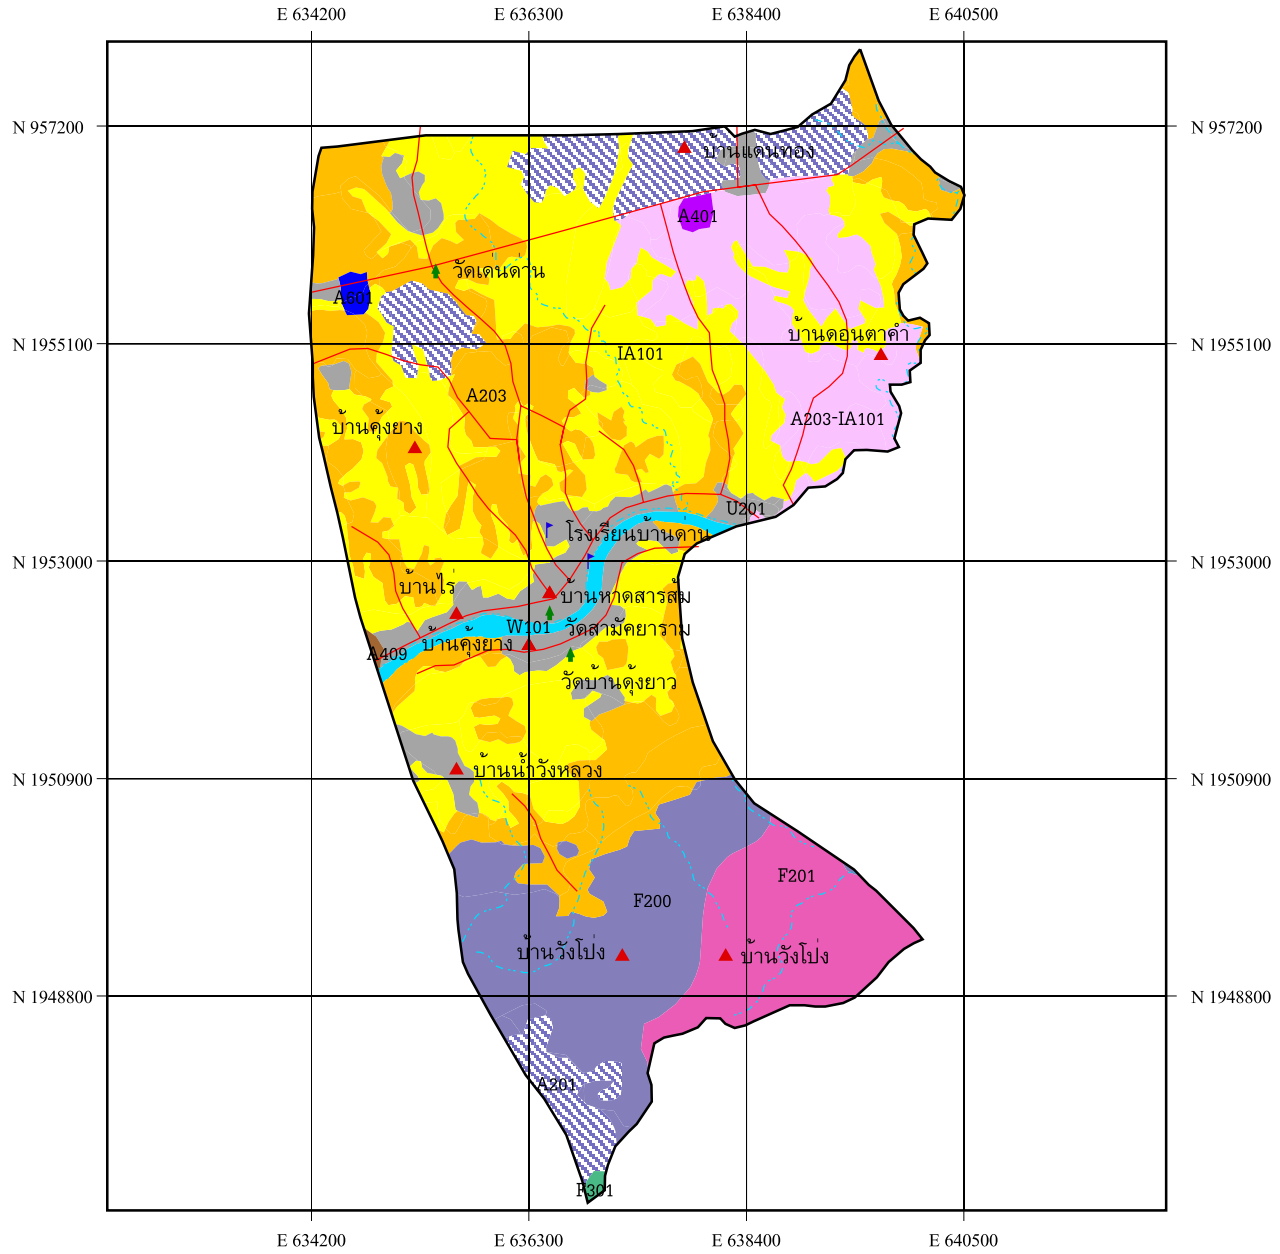 E 634200 E 636300 E 638400 E 640500
N 957200 N 957200
บ้านแดนทอง
A401
วัดเด่นด่าน
A601
บ้านดอนตาคำ
N 1955100 N 1955100
IA101
A203
A203-IA101
บ้านคุ้งยาง
U201
โรงเรียนบ้านดาน
N 1953000 N 1953000
บ้านไร่
บ้านหาดสารส้ม
W101 วัดสามัคยาราม
บ้านคุ้งยาง
A409
วัดบ้านดุ้งยาว
บ้านน้ำวังหลวง
N 1950900 N 1950900
F201
F200
บ้านวังโป่ง บ้านวังโป่ง
N 1948800 N 1948800
A201
F301
E 634200 E 636300 E 638400 E 640500